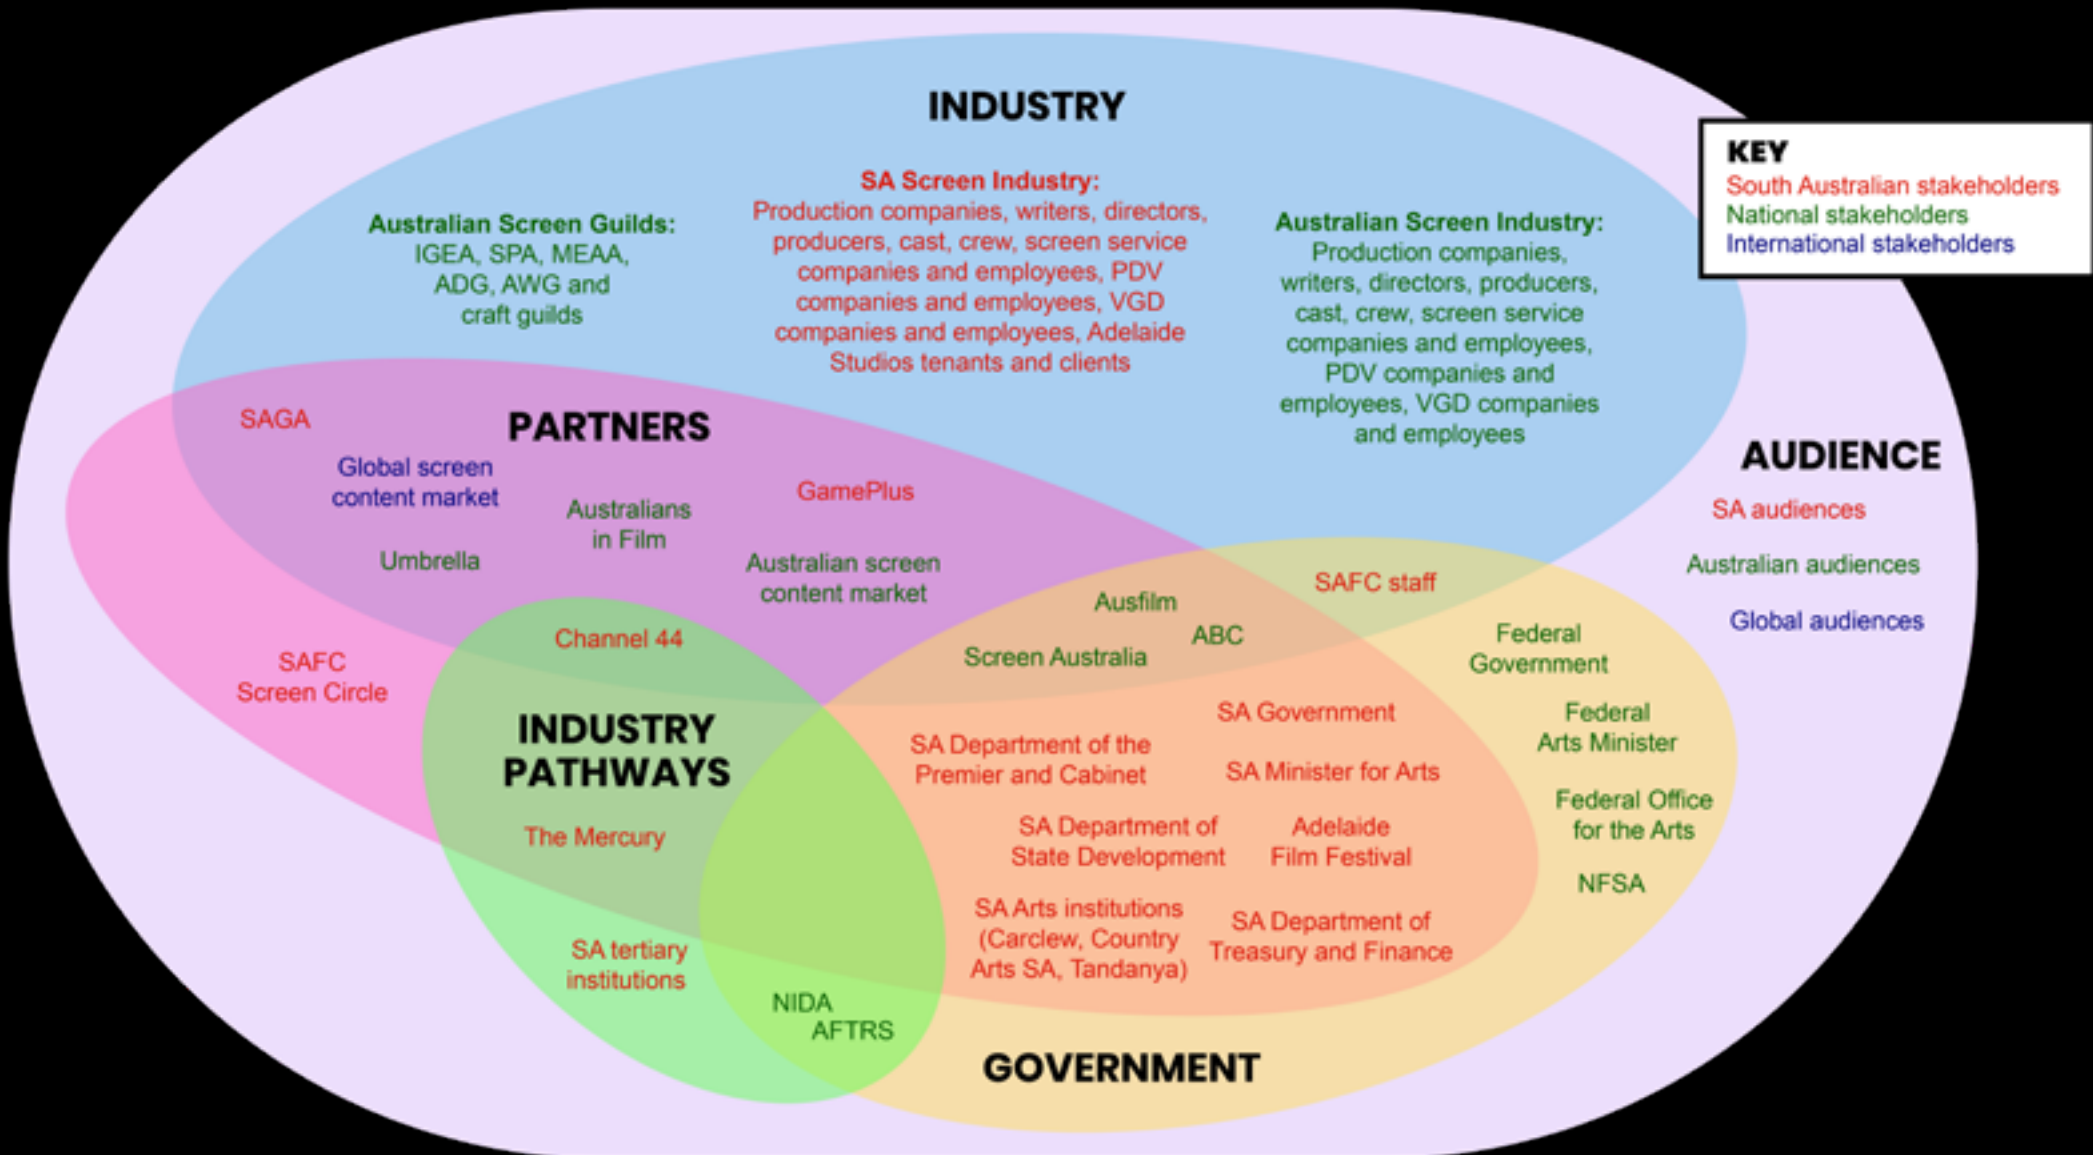 INDUSTRY
KEY
South Australian stakeholders
National stakeholders
International stakeholders
Australian Screen Guilds:
IGEA, SPA, MEAA,
ADG, AWG and
craft guilds
SA Screen Industry:
Production companies, writers, directors,
producers, cast, crew, screen service
companies and employees, PDV
companies and employees, VGD
companies and employees, Adelaide
Studios tenants and clients
Australian Screen Industry:
Production companies,
writers, directors, producers,
cast, crew, screen service
companies and employees,
PDV companies and
employees, VGD companies
and employees
PARTNERS
SAGA
Global screen
content market
Australians
in Film
GamePlus
Umbrella
Australian screen
content market
AUDIENCE
SA audiences
Australian audiences
Global audiences
SAFC staff
Ausfilm
ABC
Screen Australia
Channel 44
SAFC
Screen Circle
INDUSTRY
PATHWAYS
The Mercury
SA tertiary
institutions
NIDA
AFTRS
SA Government
SA Department of the
Premier and Cabinet
SA Minister for Arts
SA Department of
State Development
Adelaide
Film Festival
SA Arts institutions
(Carclew, Country
Arts SA, Tandanya)
SA Department of
Treasury and Finance
Federal
Government
Federal
Arts Minister
Federal Office
for the Arts
NFSA
GOVERNMENT